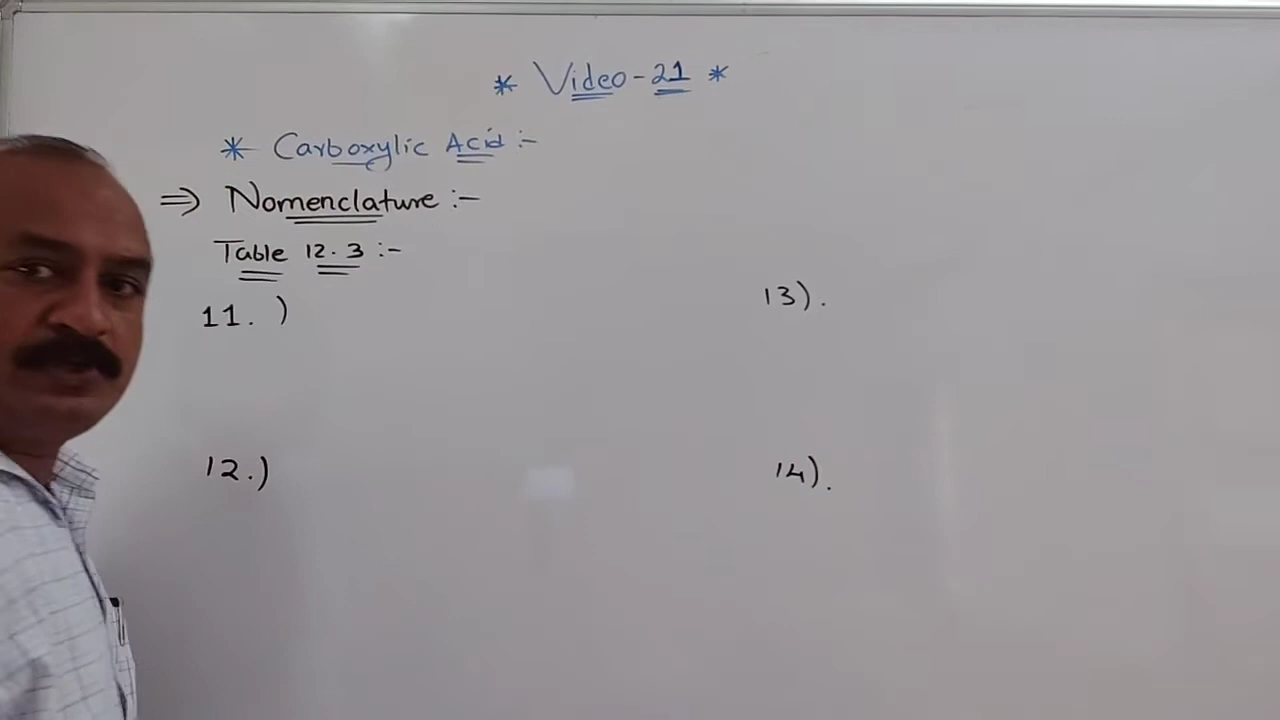 * Video-21 *
* Carboxylic Acid :-
⇒ Nomenclature :-
Table 12.3 :-
11. )
12.)
13).
14).